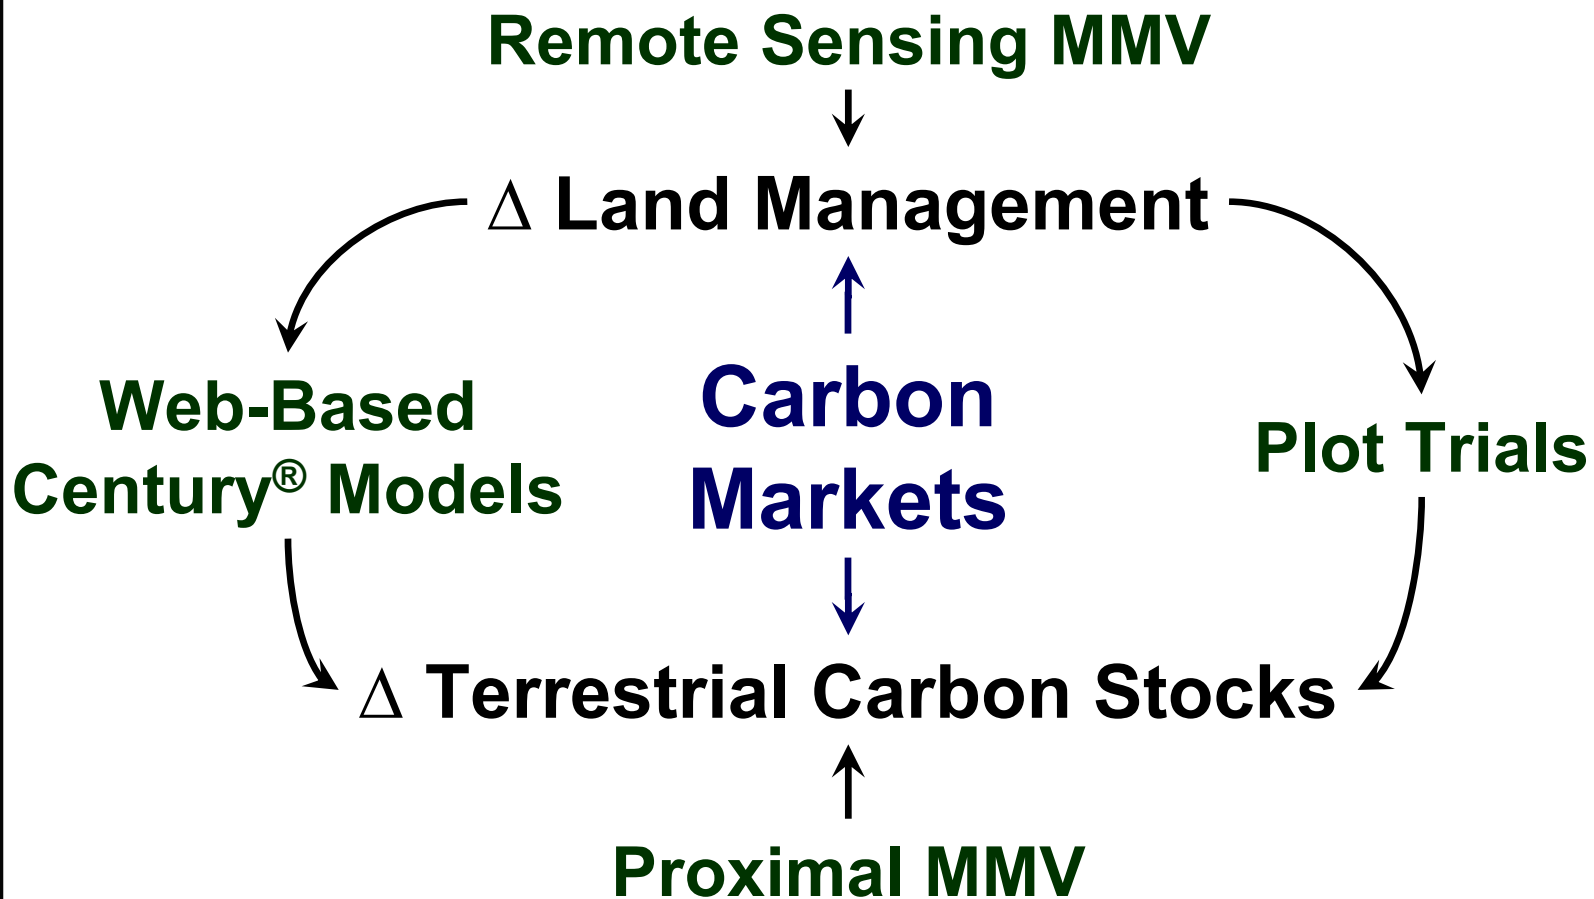 Remote Sensing MMV
Δ Land Management
Web-Based
Century® Models
Carbon
Markets
Plot Trials
Δ Terrestrial Carbon Stocks
Proximal MMV